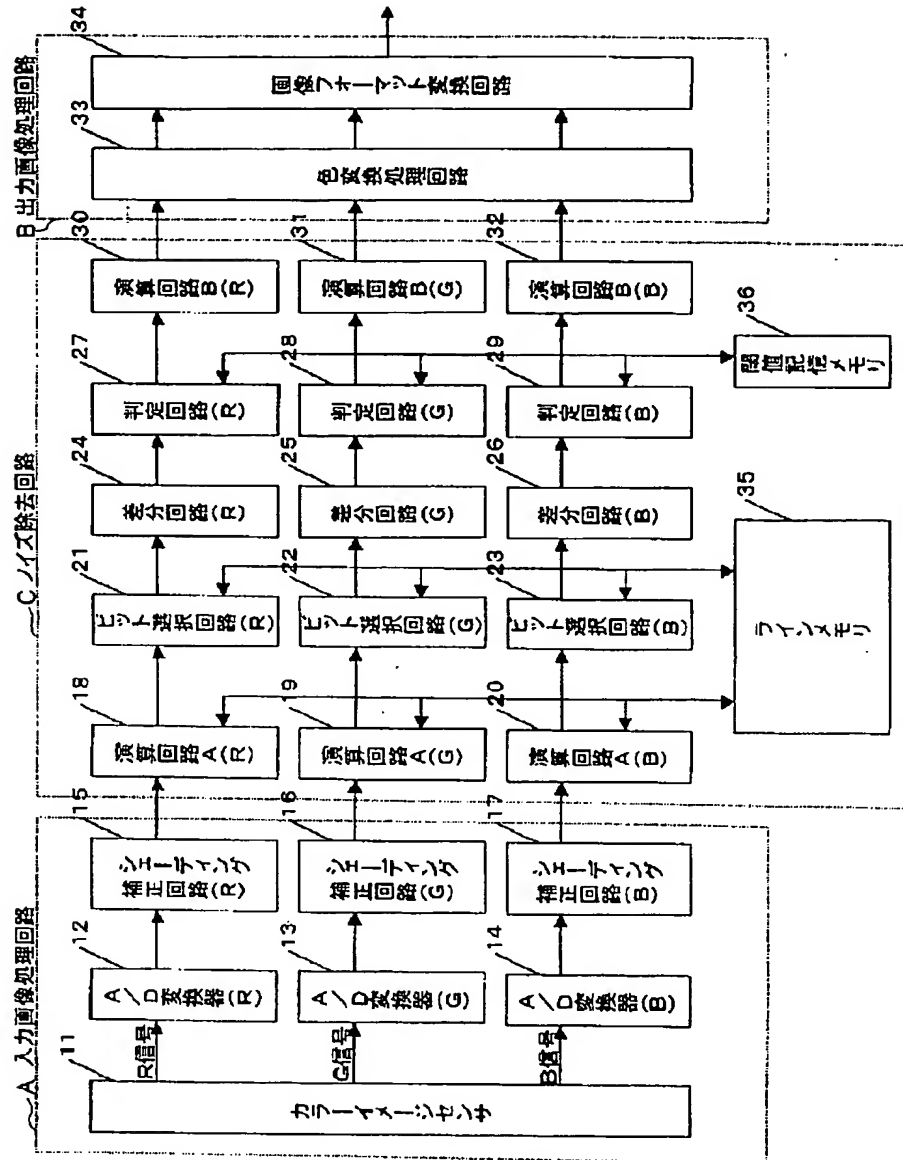 A 入力画像処理回路
11
カラーイメージセンサ
R信号
G信号
B信号
12
A/D変換器(R)
13
A/D変換器(G)
14
A/D変換器(B)
15
シェーディング
補正回路(R)
16
シェーディング
補正回路(G)
17
シェーディング
補正回路(B)
C ノイズ除去回路
18
演算回路A(R)
19
演算回路A(G)
20
演算回路A(B)
21
ビット選択回路(R)
22
ビット選択回路(G)
23
ビット選択回路(B)
24
差分回路(R)
25
差分回路(G)
26
差分回路(B)
27
判定回路(R)
28
判定回路(G)
29
判定回路(B)
30
演算回路B(R)
31
演算回路B(G)
32
演算回路B(B)
35
ラインメモリ
36
閾値記憶メモリ
B 出力画像処理回路
33
色変換処理回路
34
画像フォーマット変換回路